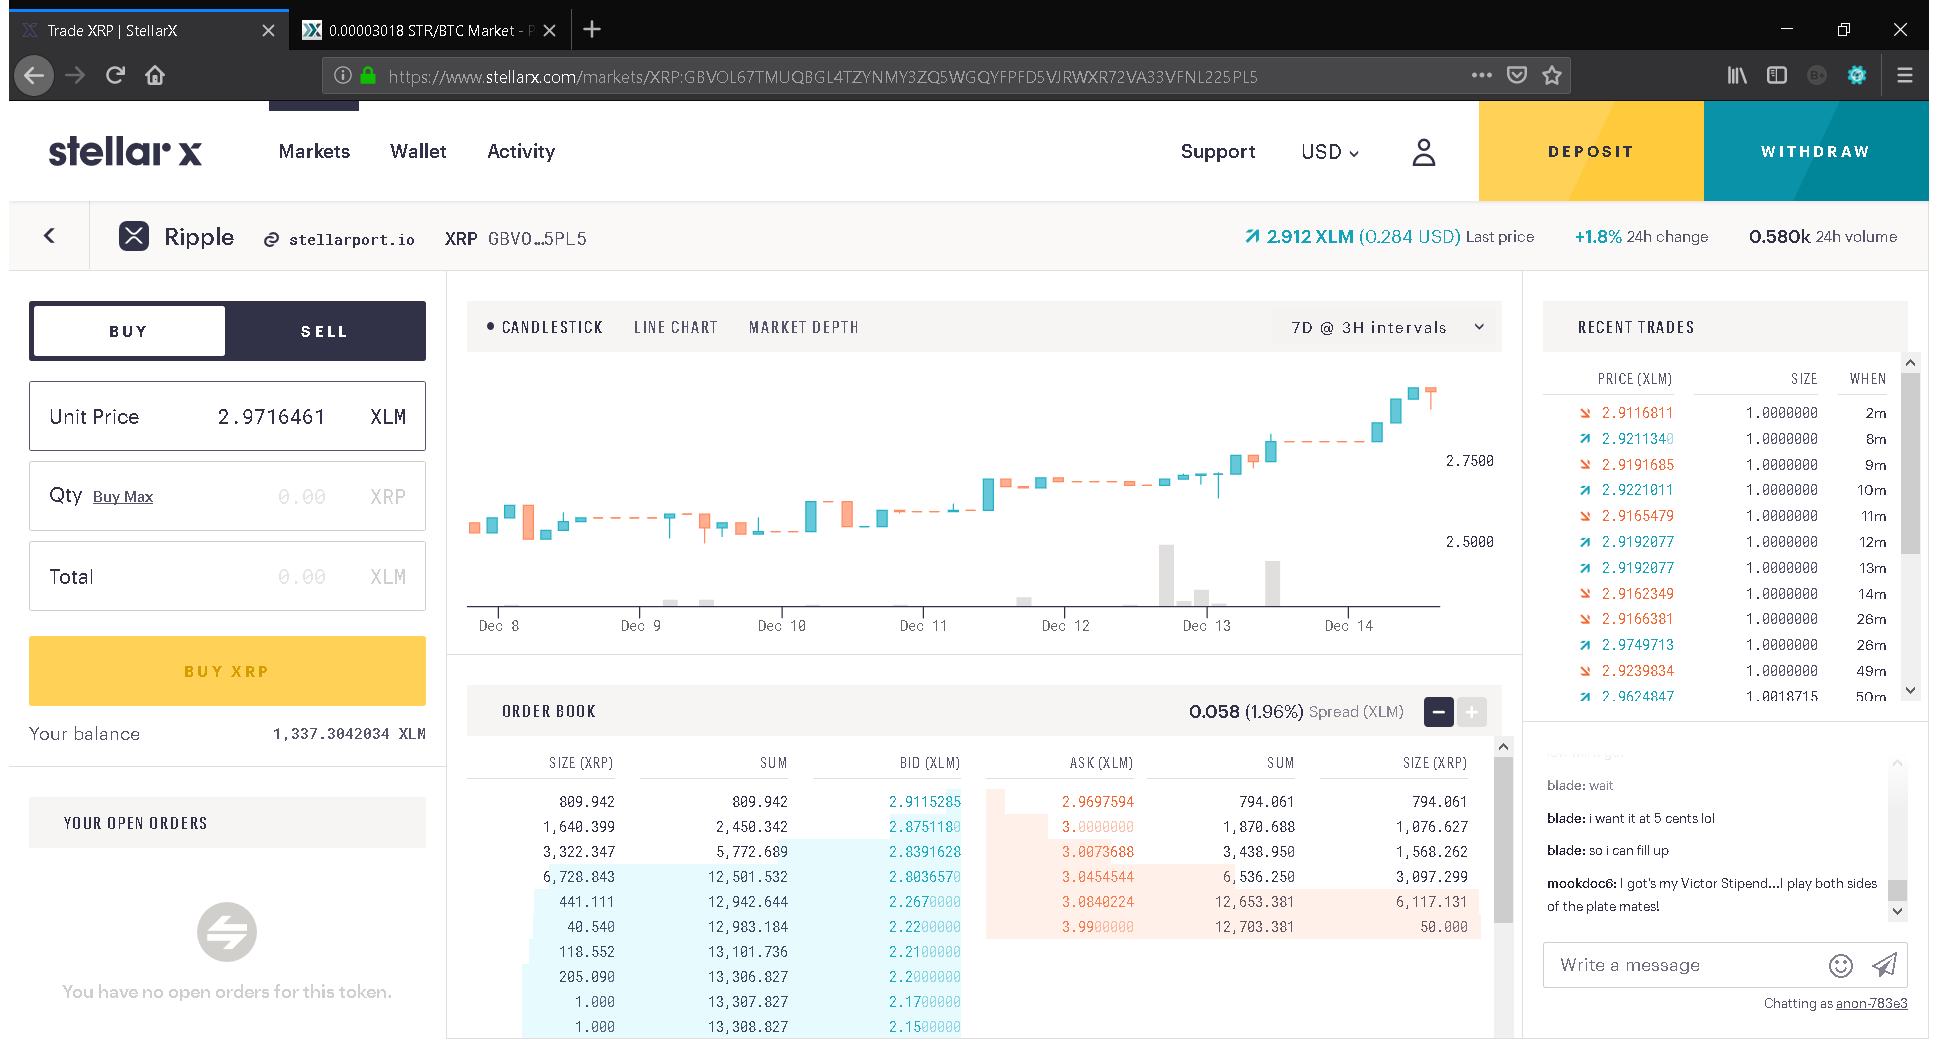 Trade XRP | StellarX
0.00003018 STR/BTC Market -
https://www.stellarx.com/markets/XRP:GBVOL67TMUQBGL4TZYNMY3ZQ5WGQYFPFD5VJRWXR72VA33VFNL225PL5
stellar x
Markets Wallet Activity Support USD DEPOSIT WITHDRAW
Ripple stellarport.io XRP GBVO...5PL5 2.912 XLM (0.284 USD) Last price +1.8% 24h change 0.580k 24h volume
BUY SELL
Unit Price 2.9716461 XLM
Qty Buy Max 0.00 XRP
Total 0.00 XLM
BUY XRP
Your balance 1,337.3042034 XLM
YOUR OPEN ORDERS
You have no open orders for this token.
CANDLESTICK LINE CHART MARKET DEPTH 7D @ 3H intervals
2.7500
2.5000
Dec 8 Dec 9 Dec 10 Dec 11 Dec 12 Dec 13 Dec 14
ORDER BOOK 0.058 (1.96%) Spread (XLM)
SIZE (XRP) SUM BID (XLM) ASK (XLM) SUM SIZE (XRP)
809.942 809.942 2.9115285 2.9697594 794.061 794.061
1,640.399 2,450.342 2.8751180 3.0000000 1,870.688 1,076.627
3,322.347 5,772.689 2.8391628 3.0073688 3,438.950 1,568.262
6,728.843 12,501.532 2.8036570 3.0454544 6,536.250 3,097.299
441.111 12,942.644 2.2670000 3.0840224 12,653.381 6,117.131
40.540 12,983.184 2.2200000 3.9900000 12,703.381 50.000
118.552 13,101.736 2.2100000
205.090 13,306.827 2.2000000
1.000 13,307.827 2.1700000
1.000 13,308.827 2.1500000
RECENT TRADES
PRICE (XLM) SIZE WHEN
2.9116811 1.0000000 2m
2.9211340 1.0000000 8m
2.9191685 1.0000000 9m
2.9221011 1.0000000 10m
2.9165479 1.0000000 11m
2.9192077 1.0000000 12m
2.9192077 1.0000000 13m
2.9162349 1.0000000 14m
2.9166381 1.0000000 26m
2.9749713 1.0000000 26m
2.9239834 1.0000000 49m
2.9624847 1.0018715 50m
blade: wait
blade: i want it at 5 cents lol
blade: so i can fill up
mookdoc6: I got's my Victor Stipend...I play both sides
of the plate mates!
Write a message
Chatting as anon-783e3